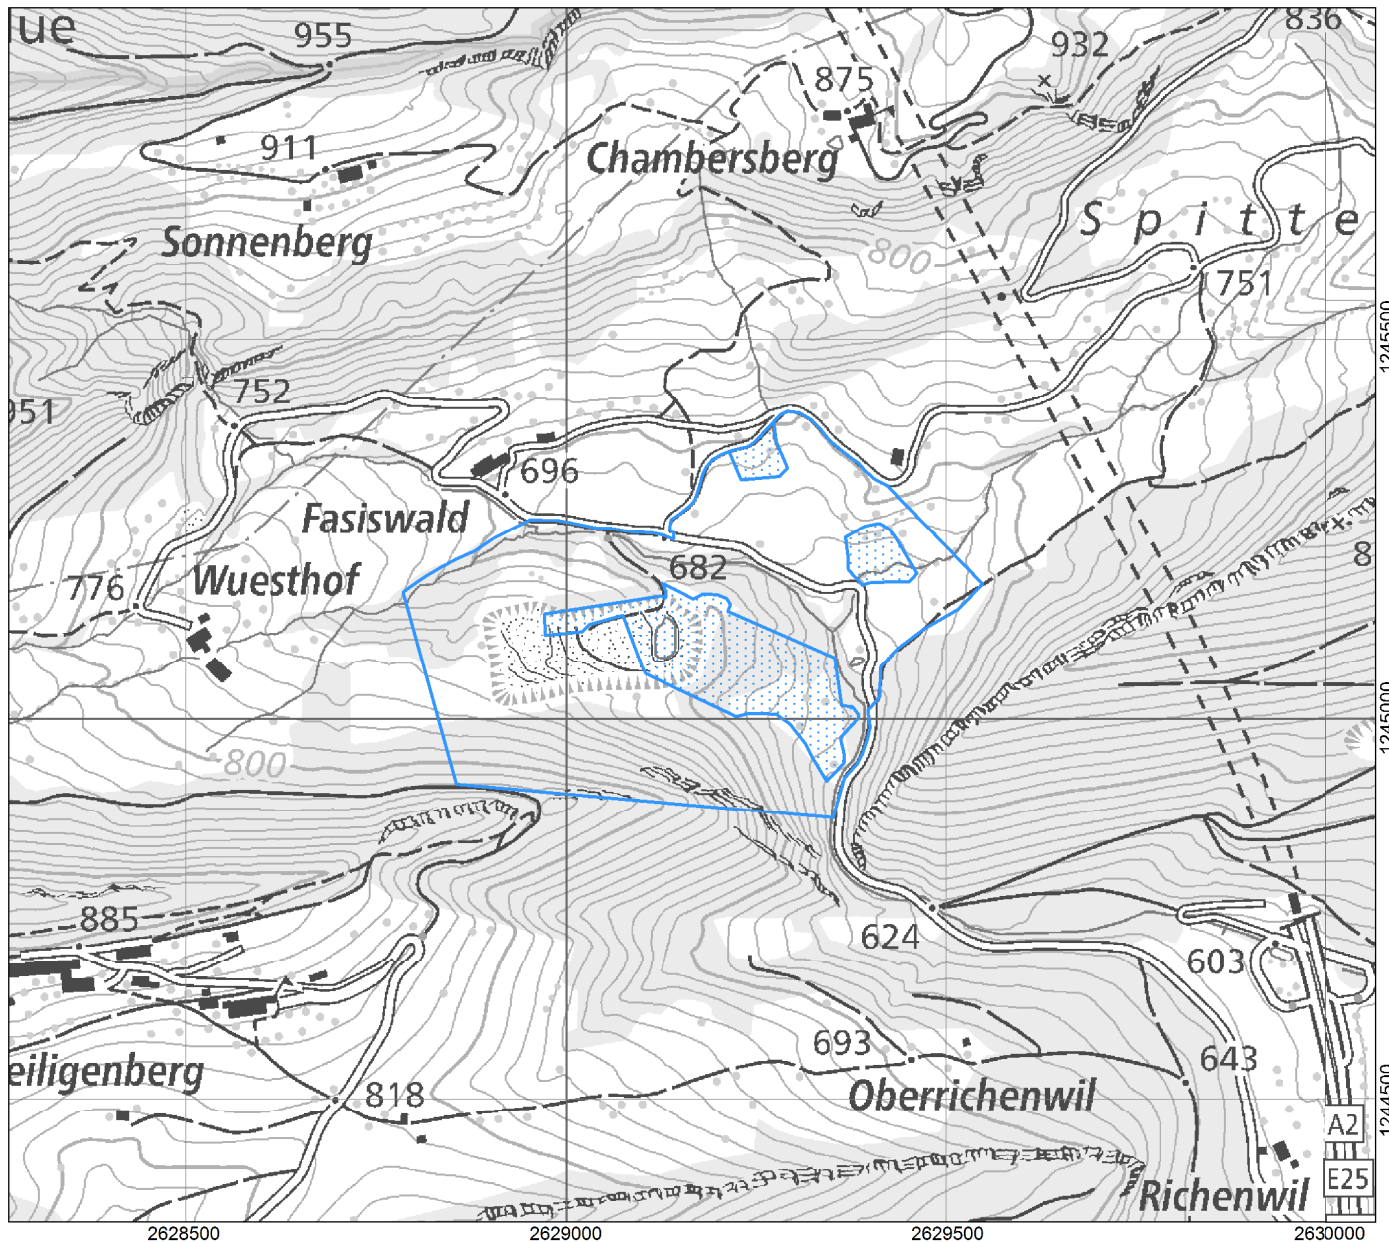 lue
955
836
932
875
911
Chambersberg
Spitte
Sonnenberg
800
751
1245500
752
951
696
Fasiswald
682
8
776
Wuesthof
1245000
800
885
624
603
693
643
eiligenberg
818
Oberrichenwil
1244500
A2
E25
Richenwil
2628500
2629000
2629500
2630000